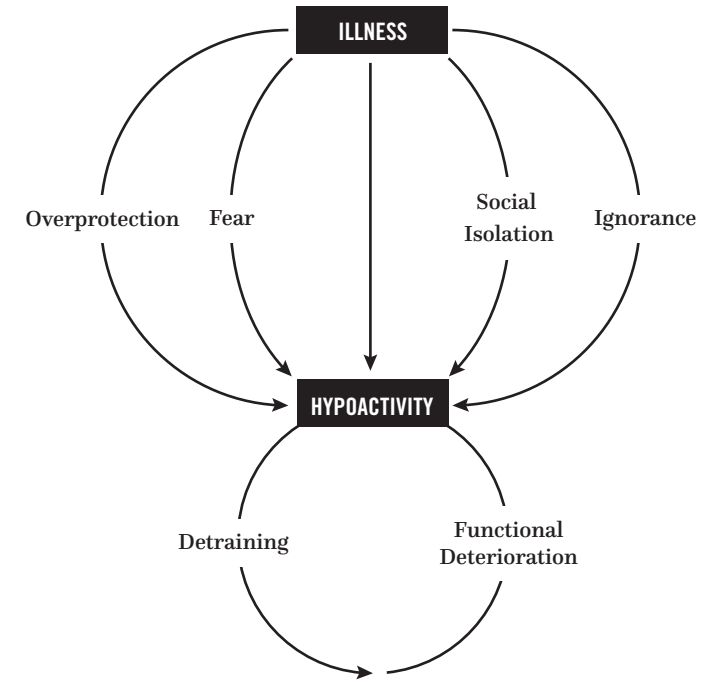 ILLNESS
Overprotection
Fear
Social
Isolation
Ignorance
HYPOACTIVITY
Detraining
Functional
Deterioration